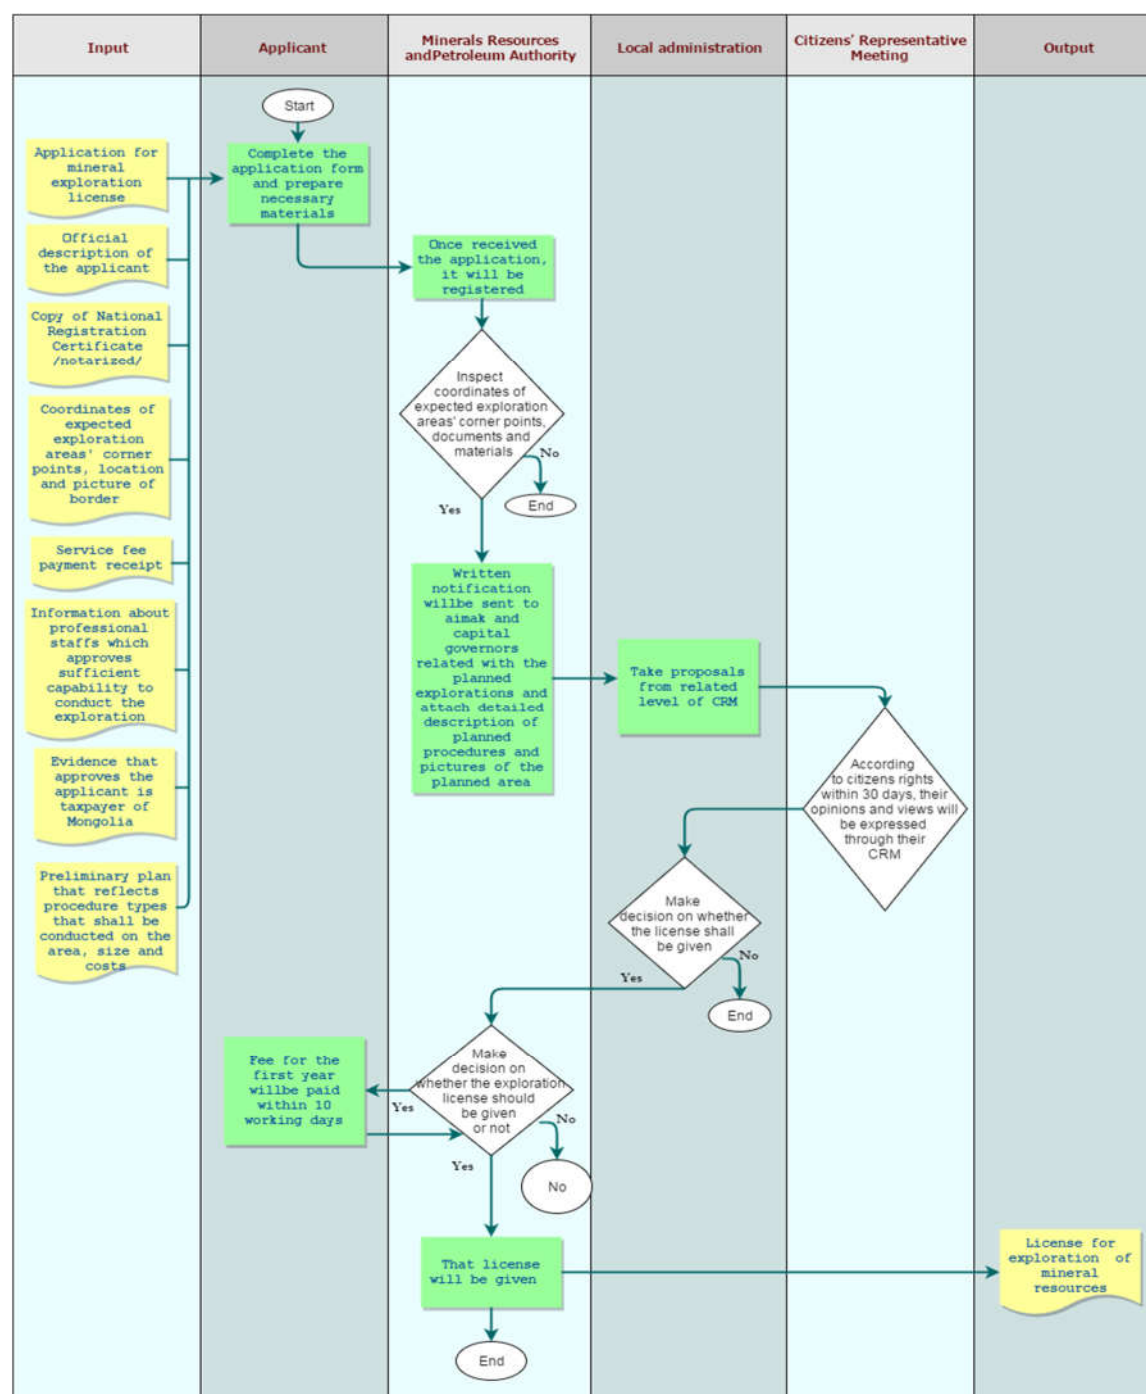 Input
Applicant
Minerals Resources
andPetroleum Authority
Local administration
Citizens' Representative
Meeting
Output
Start
Application for
mineral
exploration
license
Complete the
application form
and prepare
necessary
materials
Official
description of
the applicant
Once received
the application,
it will be
registered
Copy of National
Registration
Certificate
/notarized/
Inspect
coordinates of
expected exploration
areas' corner points,
documents and
materials
No
End
Yes
Coordinates of
expected
exploration
areas' corner
points, location
and picture of
border
Service fee
payment receipt
Written
notification
willbe sent to
aimak and
capital
governors
related with the
planned
explorations and
attach detailed
description of
planned
procedures and
pictures of the
planned area
Take proposals
from related
level of CRM
Information about
professional
staffs which
approves
sufficient
capability to
conduct the
exploration
According
to citizens rights
within 30 days, their
opinions and views will
be expressed
through their
CRM
Evidence that
approves the
applicant is
taxpayer of
Mongolia
Preliminary plan
that reflects
procedure types
that shall be
conducted on the
area, size and
costs
Make
decision on whether
the license shall
be given
No
End
Yes
Make
decision on
whether the exploration
license should
be given
or not
Yes
Fee for the
first year
willbe paid
within 10
working days
No
No
Yes
That license
will be given
License for
exploration of
mineral
resources
End